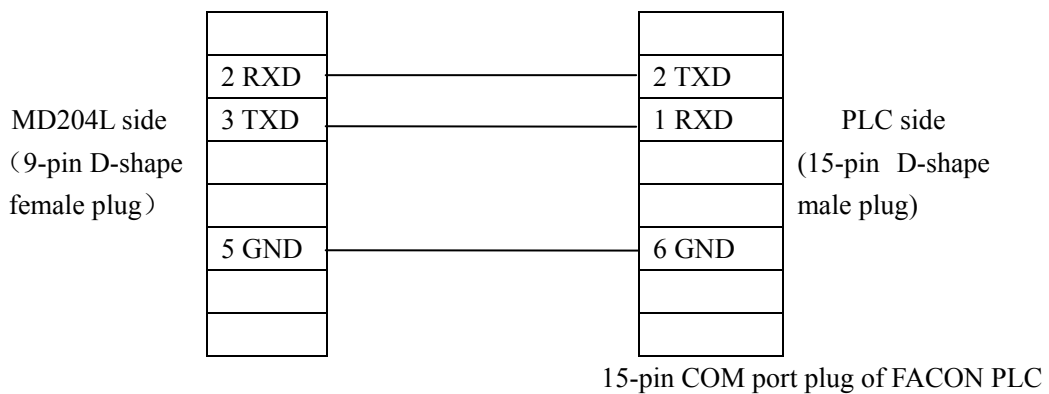 2 RXD
2 TXD
MD204L side
3 TXD
1 RXD
PLC side
（9-pin D-shape
(15-pin D-shape
female plug）
male plug)
5 GND
6 GND
15-pin COM port plug of FACON PLC